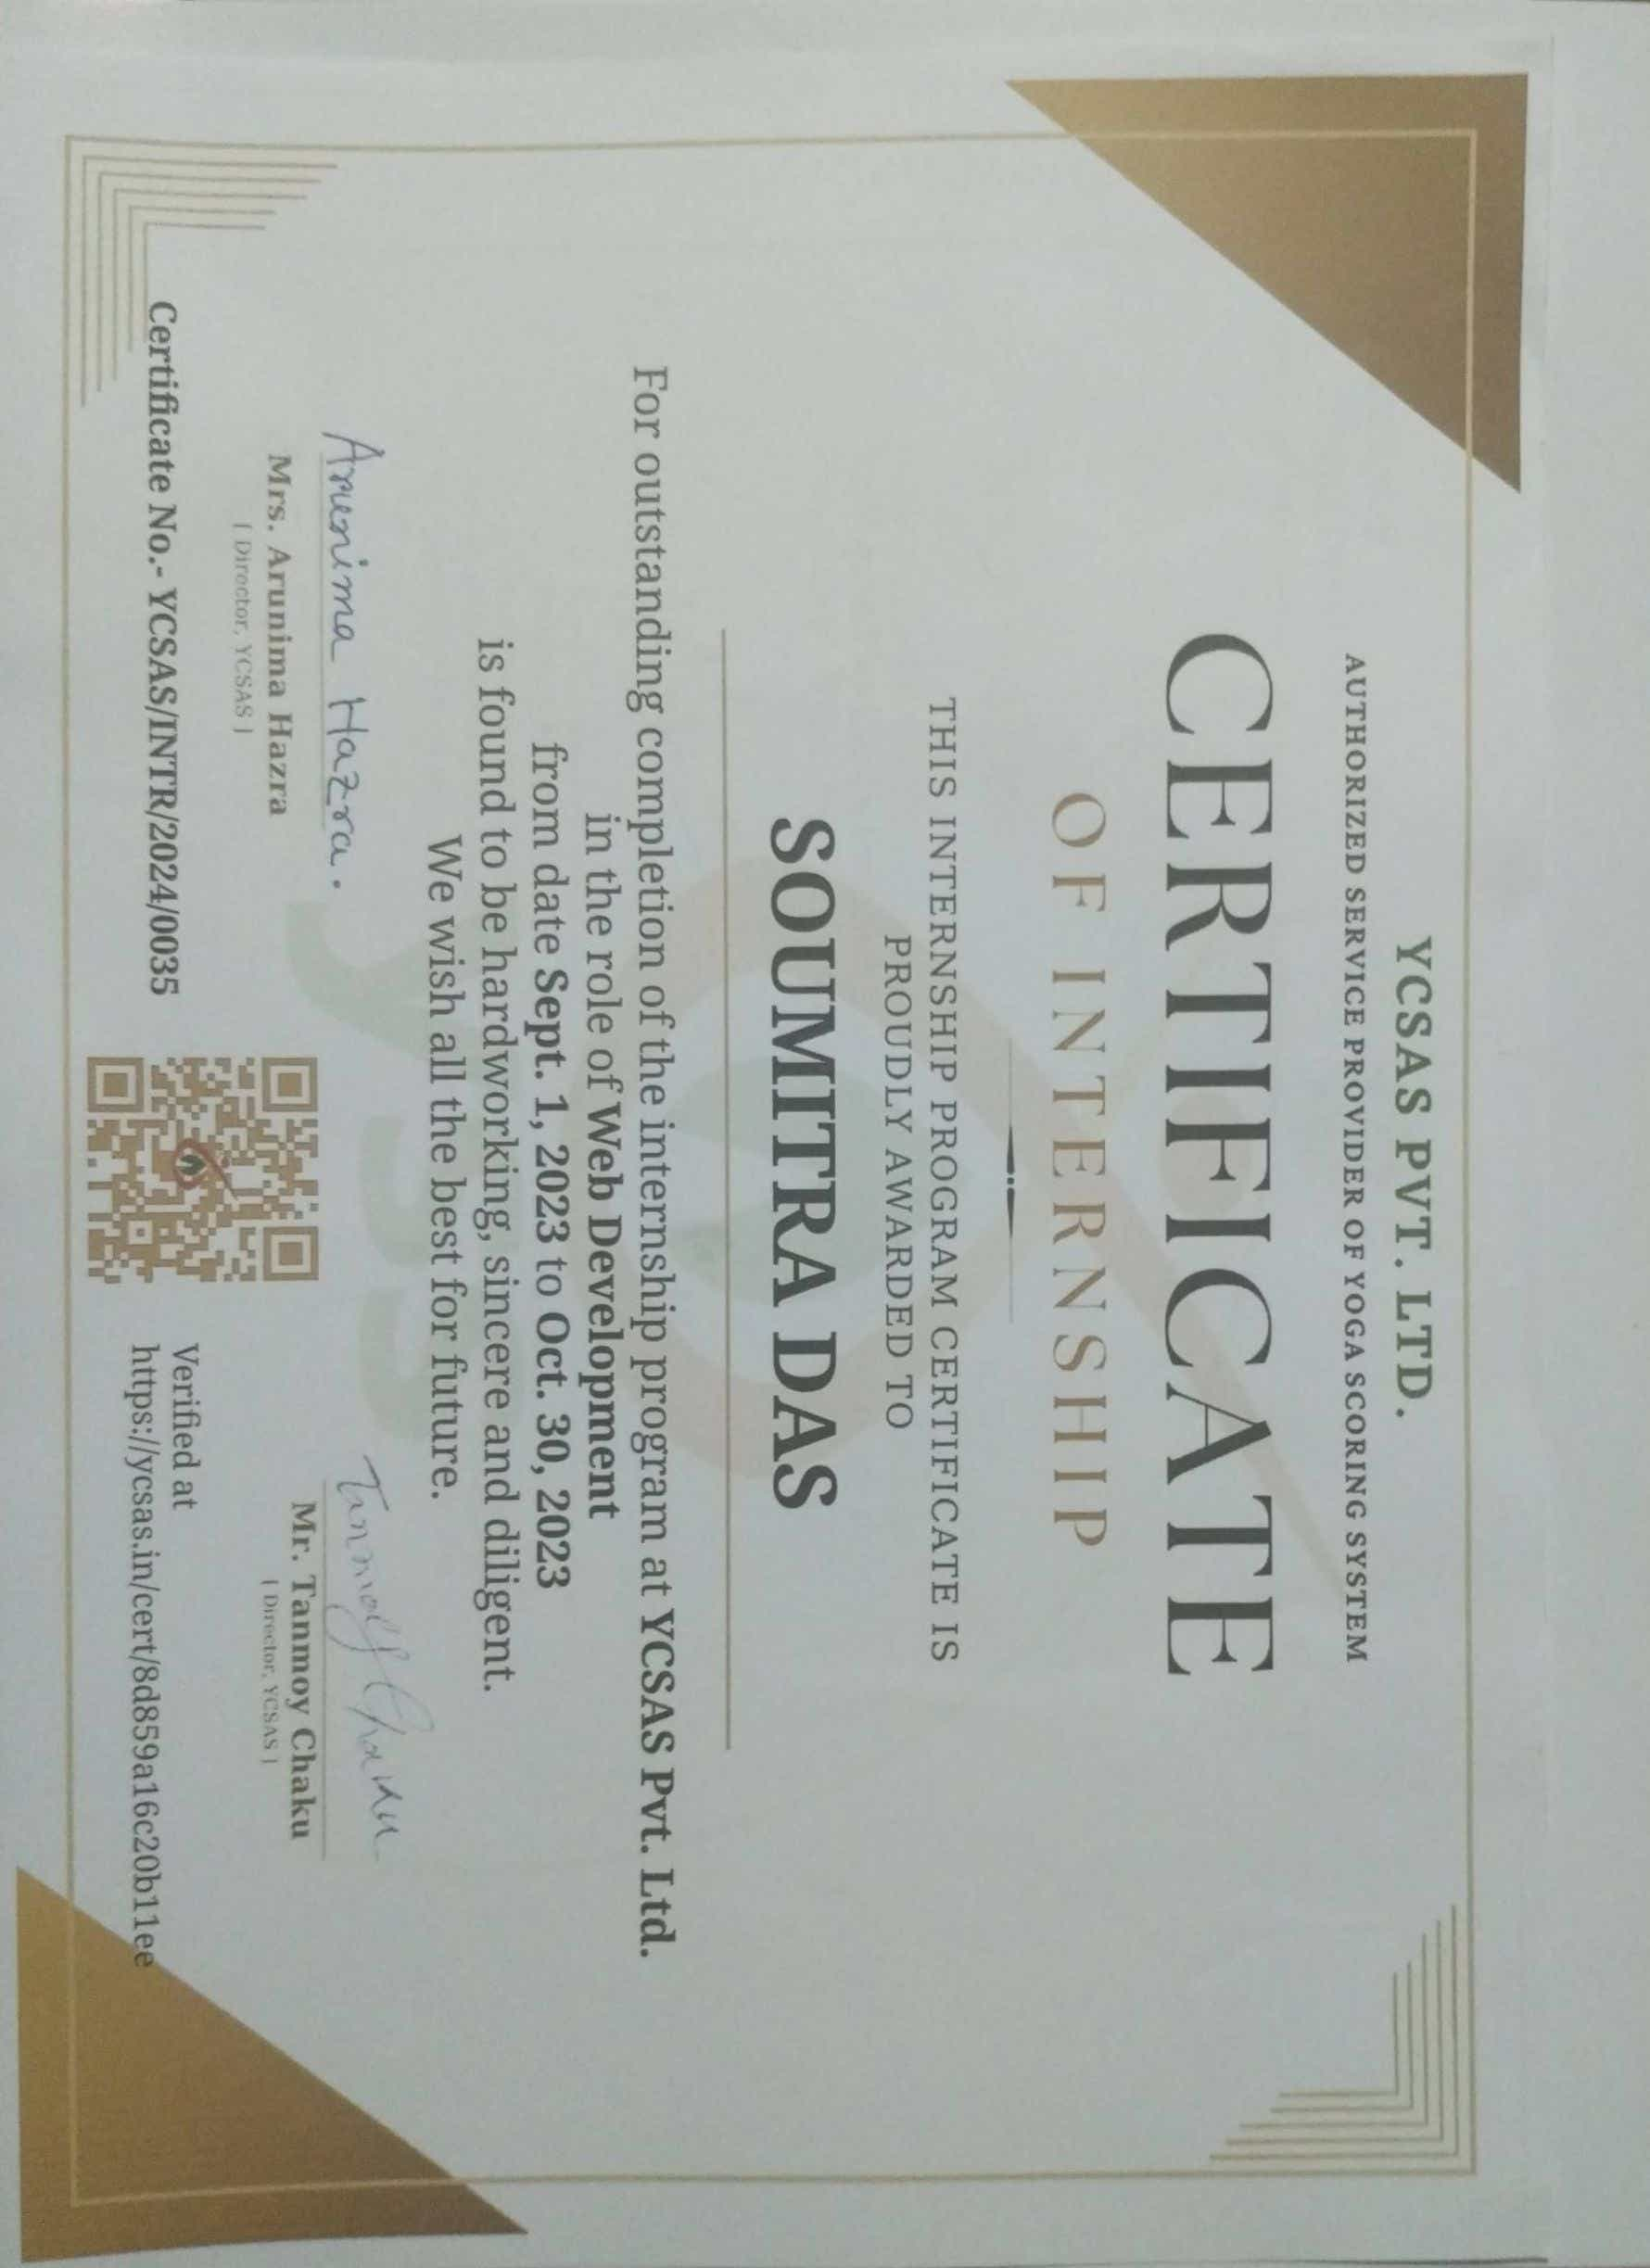 YCSAS PVT. LTD.
AUTHORIZED SERVICE PROVIDER OF YOGA SCORING SYSTEM
CERTIFICATE
OF INTERNSHIP
THIS INTERNSHIP PROGRAM CERTIFICATE IS
PROUDLY AWARDED TO
SOUMITRA DAS
For outstanding completion of the internship program at YCSAS Pvt. Ltd.
in the role of Web Development
from date Sept. 1, 2023 to Oct. 30, 2023
is found to be hardworking, sincere and diligent.
We wish all the best for future.
Arunima Hazra.
Mrs. Arunima Hazra
[ Director, YCSAS ]
Certificate No.- YCSAS/INTR/2024/0035
Tanmoy Chaku
Mr. Tanmoy Chaku
[ Director, YCSAS ]
Verified at
https://ycsas.in/cert/8d859a16c20b11ee